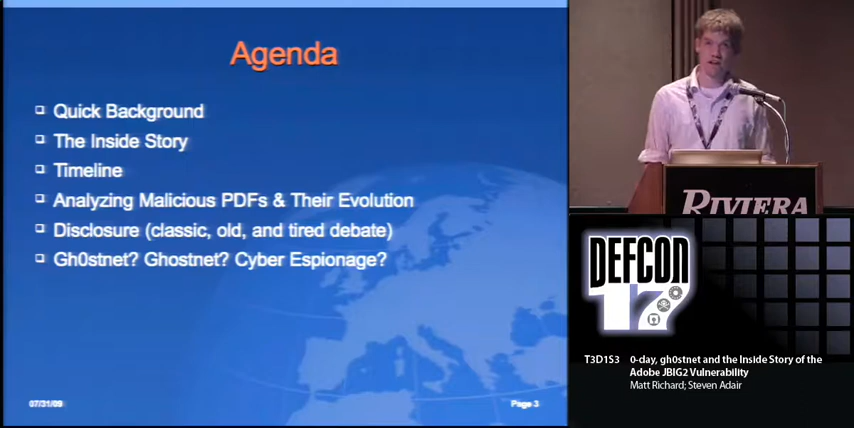 Agenda
Quick Background
The Inside Story
Timeline
Analyzing Malicious PDFs & Their Evolution
Disclosure (classic, old, and tired debate)
Gh0stnet? Ghostnet? Cyber Espionage?
07/31/09
Page 3
RIVIERA
DEFCON
17
T3D1S3
0-day, gh0stnet and the Inside Story of the
Adobe JBIG2 Vulnerability
Matt Richard; Steven Adair